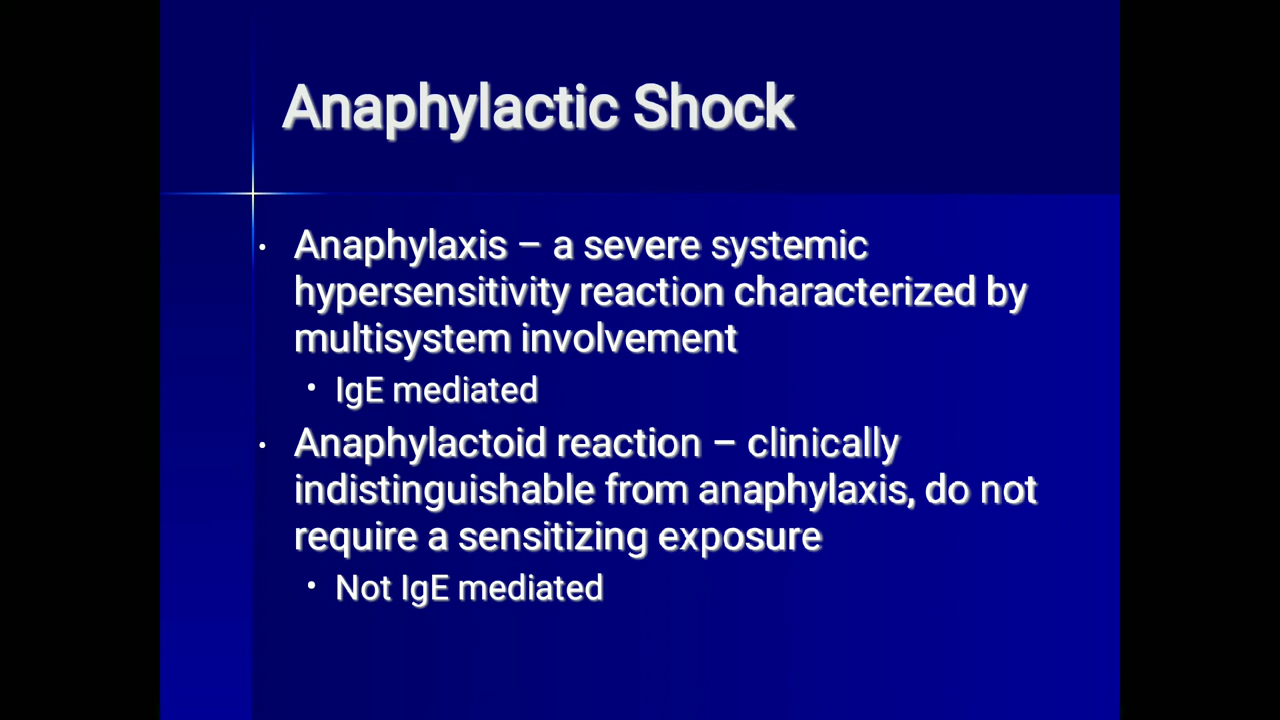 Anaphylactic Shock
• Anaphylaxis – a severe systemic
hypersensitivity reaction characterized by
multisystem involvement
• IgE mediated
• Anaphylactoid reaction – clinically
indistinguishable from anaphylaxis, do not
require a sensitizing exposure
• Not IgE mediated